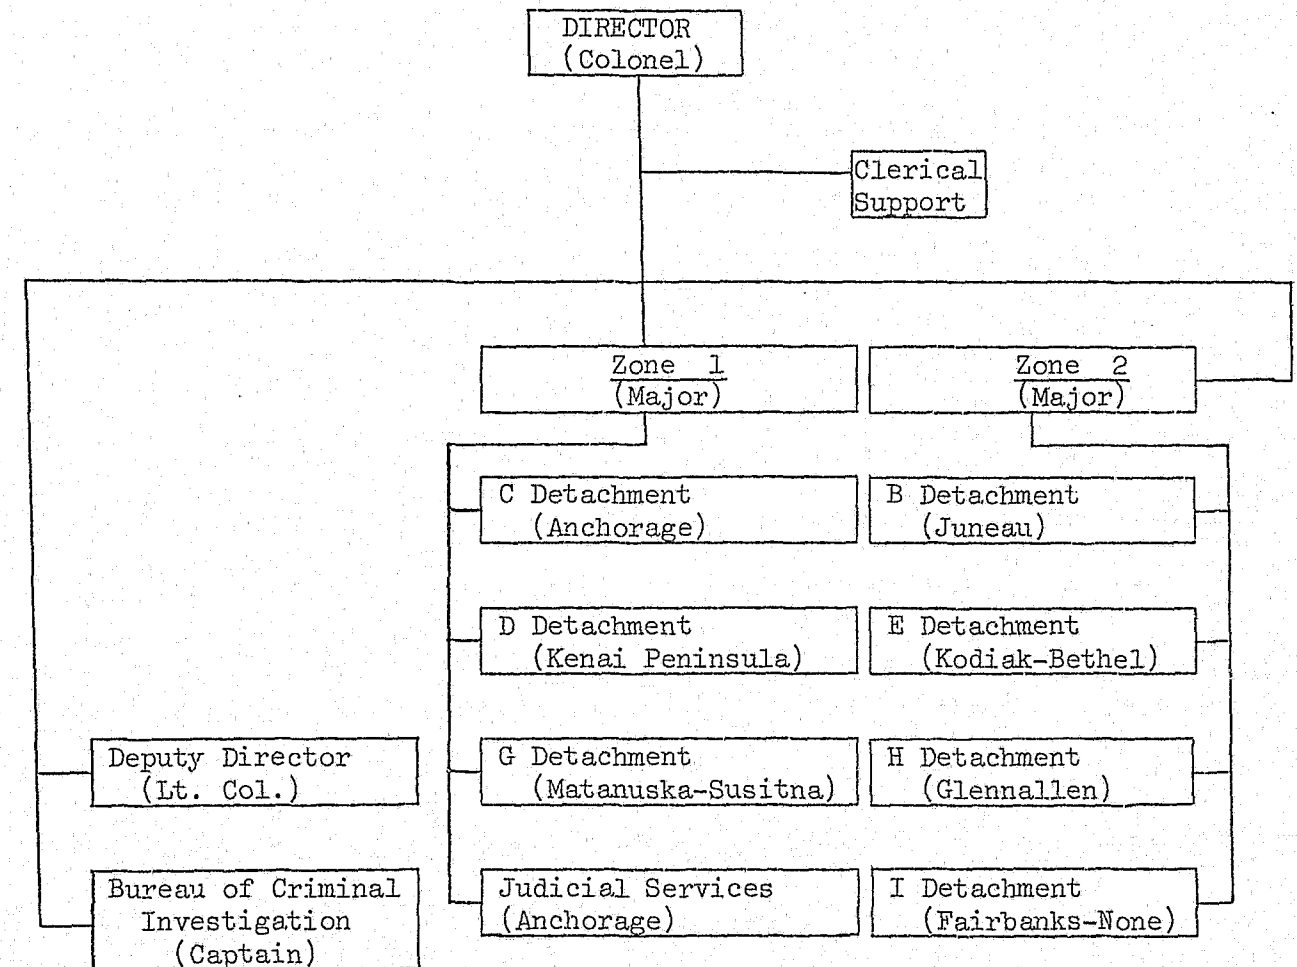 DIRECTOR
(Colonel)
Clerical
Support
Zone 1
(Major)
Zone 2
(Major)
C Detachment
(Anchorage)
B Detachment
(Juneau)
D Detachment
(Kenai Peninsula)
E Detachment
(Kodiak-Bethel)
Deputy Director
(Lt. Col.)
G Detachment
(Matanuska-Susitna)
H Detachment
(Glennallen)
Bureau of Criminal
Investigation
(Captain)
Judicial Services
(Anchorage)
I Detachment
(Fairbanks-None)